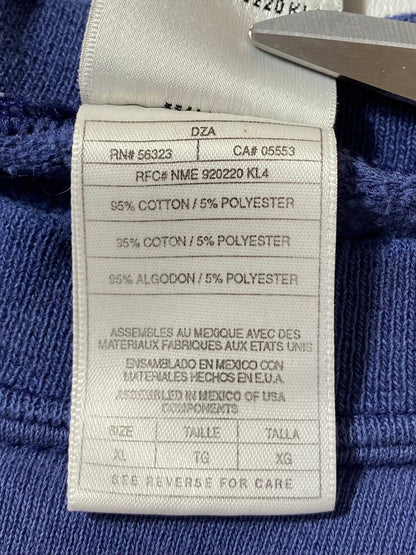 DZA
RN# 56323 CA# 05553
RFC# NME 920220 KL4
95% COTTON / 5% POLYESTER
95% COTON / 5% POLYESTER
95% ALGODON / 5% POLYESTER
ASSEMBLES AU MEXIQUE AVEC DES
MATERIAUX FABRIQUES AUX ETATS UNIS
ENSAMBLADO EN MEXICO CON
MATERIALES HECHOS EN E.U.A.
ASSEMBLED IN MEXICO OF USA
COMPONENTS
SIZE TAILLE TALLA
XL TG XG
SEE REVERSE FOR CARE